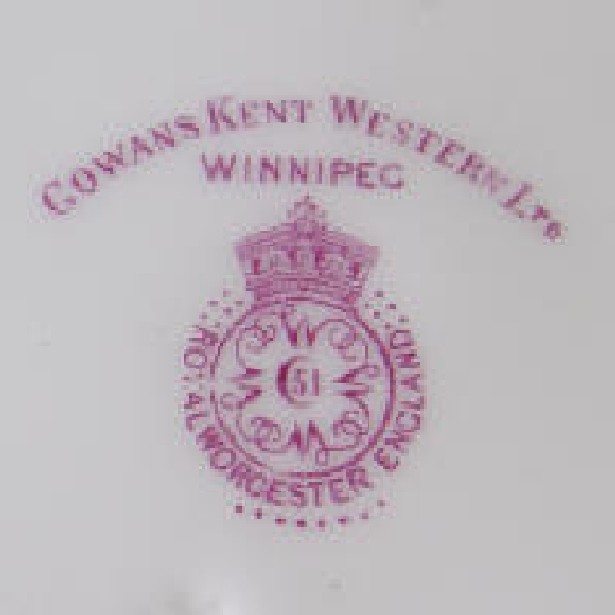 COWANS KENT WESTERN LTD
WINNIPEG
51
ROYAL WORCESTER ENGLAND